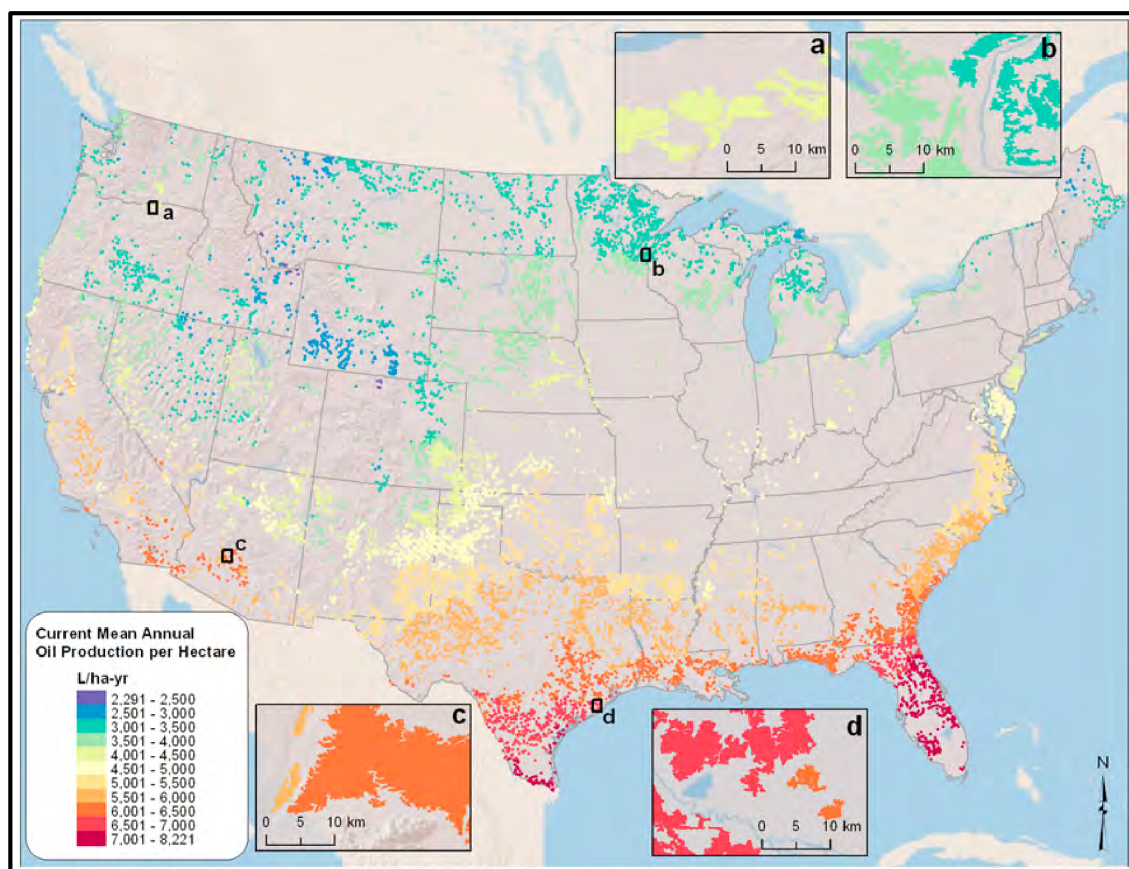 a
0 5 10 km
b
0 5 10 km
a
b
c
d
N
Current Mean Annual
Oil Production per Hectare
L/ha-yr
2,291 - 2,500
2,501 - 3,000
3,001 - 3,500
3,501 - 4,000
4,001 - 4,500
4,501 - 5,000
5,001 - 5,500
5,501 - 6,000
6,001 - 6,500
6,501 - 7,000
7,001 - 8,221
c
0 5 10 km
d
0 5 10 km